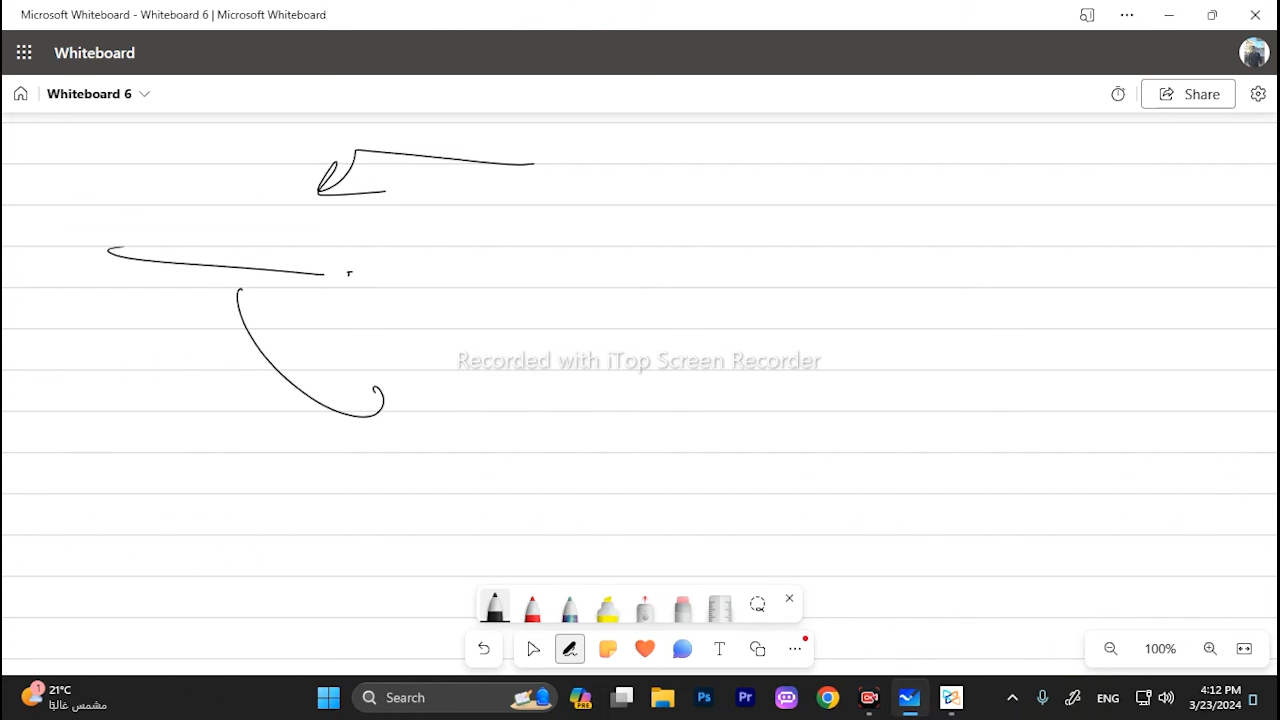 Microsoft Whiteboard - Whiteboard 6 | Microsoft Whiteboard
Whiteboard
Whiteboard 6
Share
Recorded with iTop Screen Recorder
100%
21°C
مشمس غالبًا
Search
ENG
4:12 PM
3/23/2024